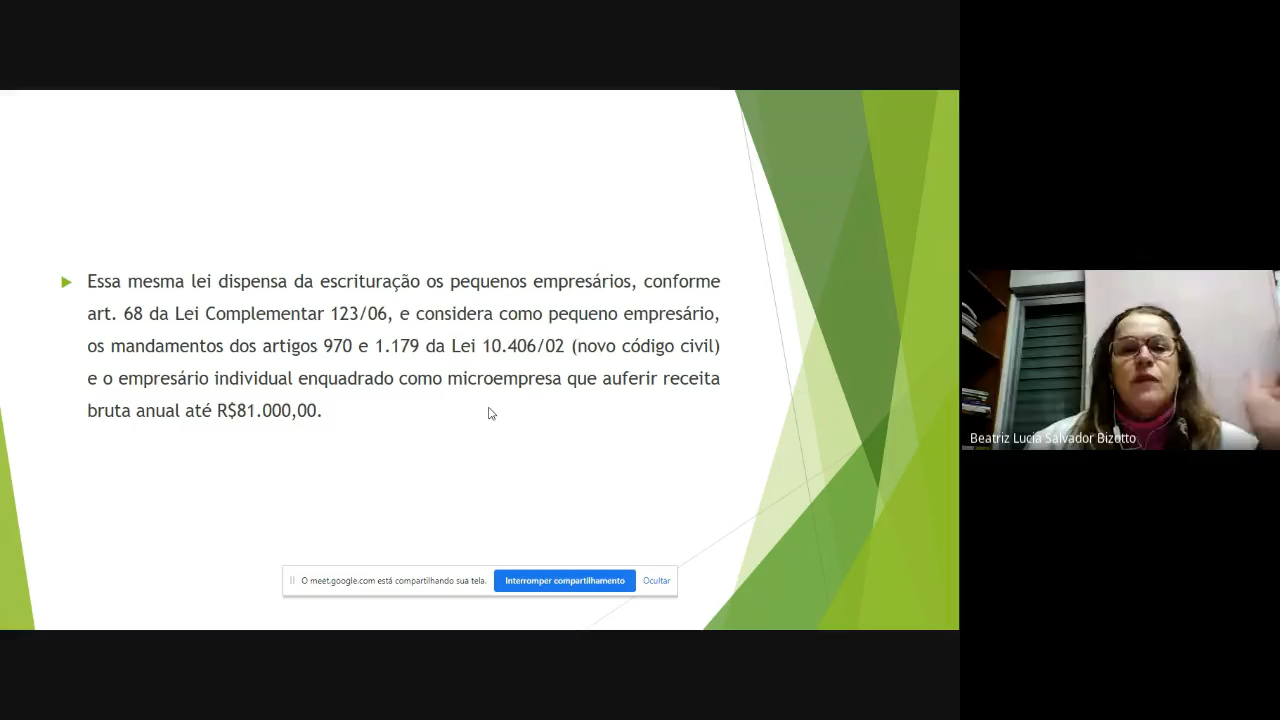 Essa mesma lei dispensa da escrituração os pequenos empresários, conforme
art. 68 da Lei Complementar 123/06, e considera como pequeno empresário,
os mandamentos dos artigos 970 e 1.179 da Lei 10.406/02 (novo código civil)
e o empresário individual enquadrado como microempresa que auferir receita
bruta anual até R$81.000,00.
O meet.google.com está compartilhando sua tela. Interromper compartilhamento Ocultar
Beatriz Lucia Salvador Bizotto